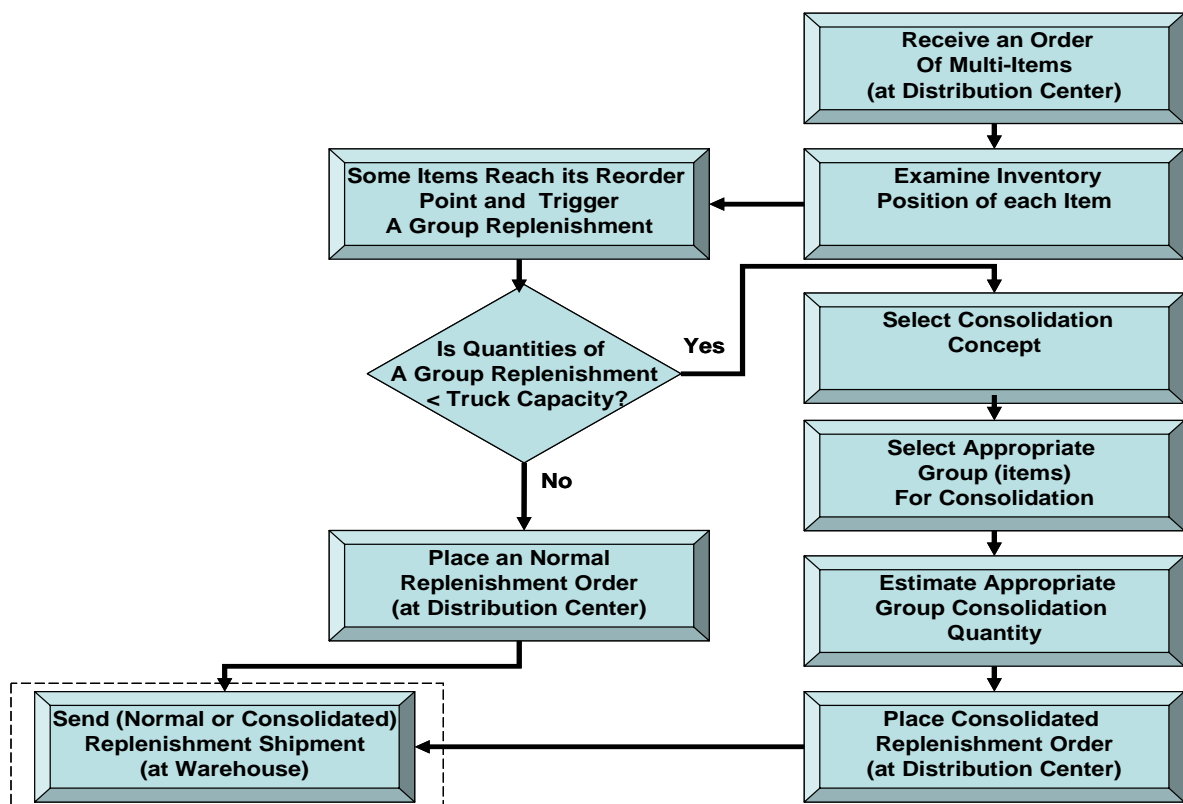 Receive an Order
Of Multi-Items
(at Distribution Center)
Examine Inventory
Position of each Item
Some Items Reach its Reorder
Point and Trigger
A Group Replenishment
Is Quantities of
A Group Replenishment
< Truck Capacity?
Yes
No
Select Consolidation
Concept
Select Appropriate
Group (items)
For Consolidation
Estimate Appropriate
Group Consolidation
Quantity
Place Consolidated
Replenishment Order
(at Distribution Center)
Place an Normal
Replenishment Order
(at Distribution Center)
Send (Normal or Consolidated)
Replenishment Shipment
(at Warehouse)